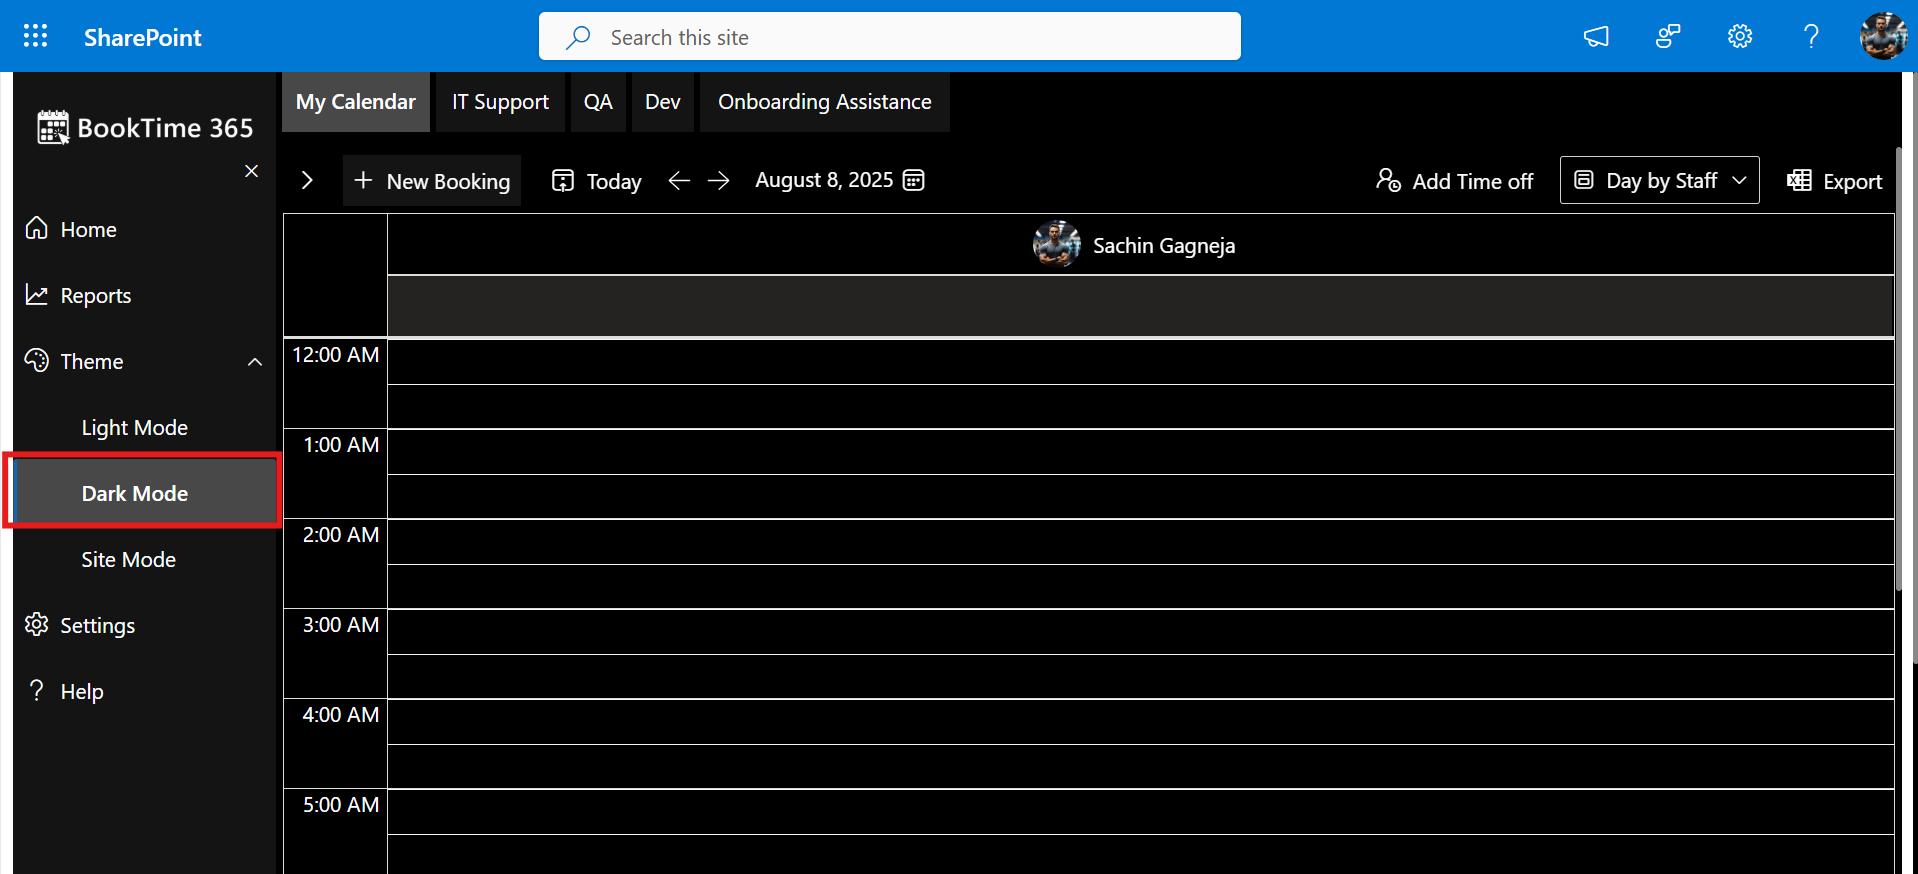 SharePoint
Search this site
BookTime 365
My Calendar
IT Support
QA
Dev
Onboarding Assistance
New Booking
Today
August 8, 2025
Add Time off
Day by Staff
Export
Home
Reports
Theme
Light Mode
Dark Mode
Site Mode
Settings
Help
Sachin Gagneja
12:00 AM
1:00 AM
2:00 AM
3:00 AM
4:00 AM
5:00 AM